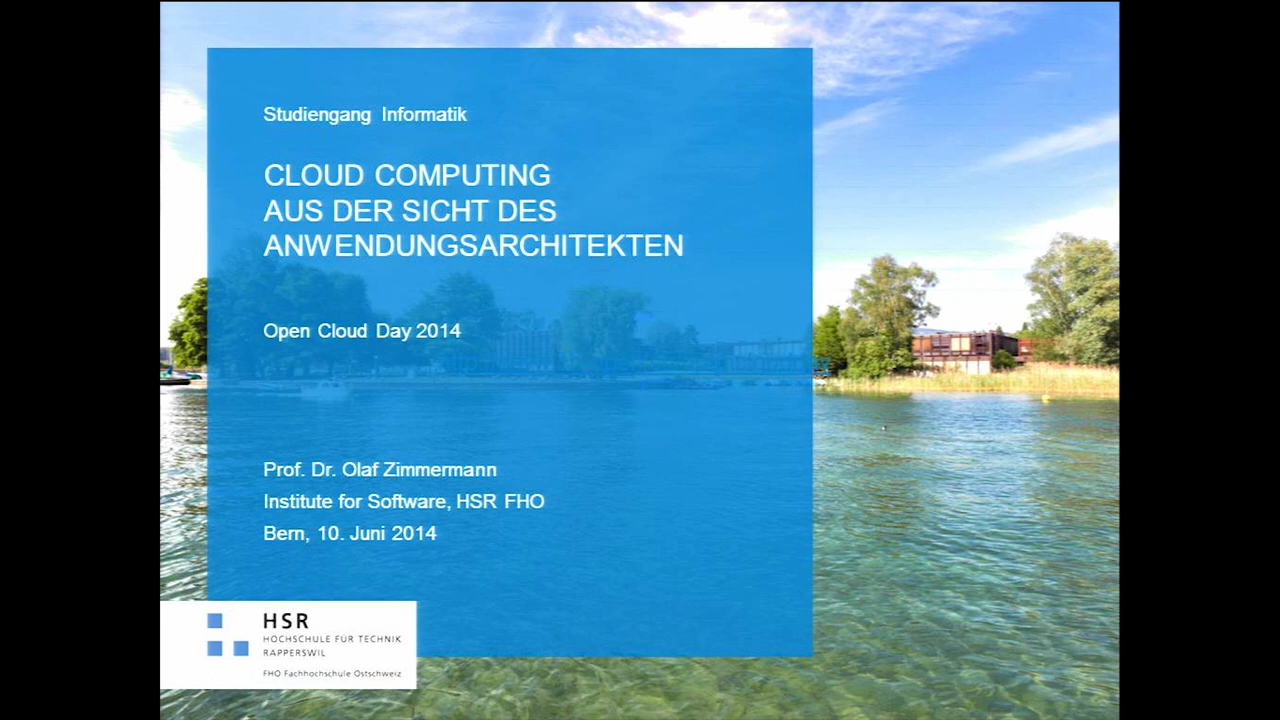 Studiengang Informatik
CLOUD COMPUTING
AUS DER SICHT DES
ANWENDUNGSARCHITEKTEN
Open Cloud Day 2014
Prof. Dr. Olaf Zimmermann
Institute for Software, HSR FHO
Bern, 10. Juni 2014
HSR
HOCHSCHULE FÜR TECHNIK
RAPPERSWIL
FHO Fachhochschule Ostschweiz